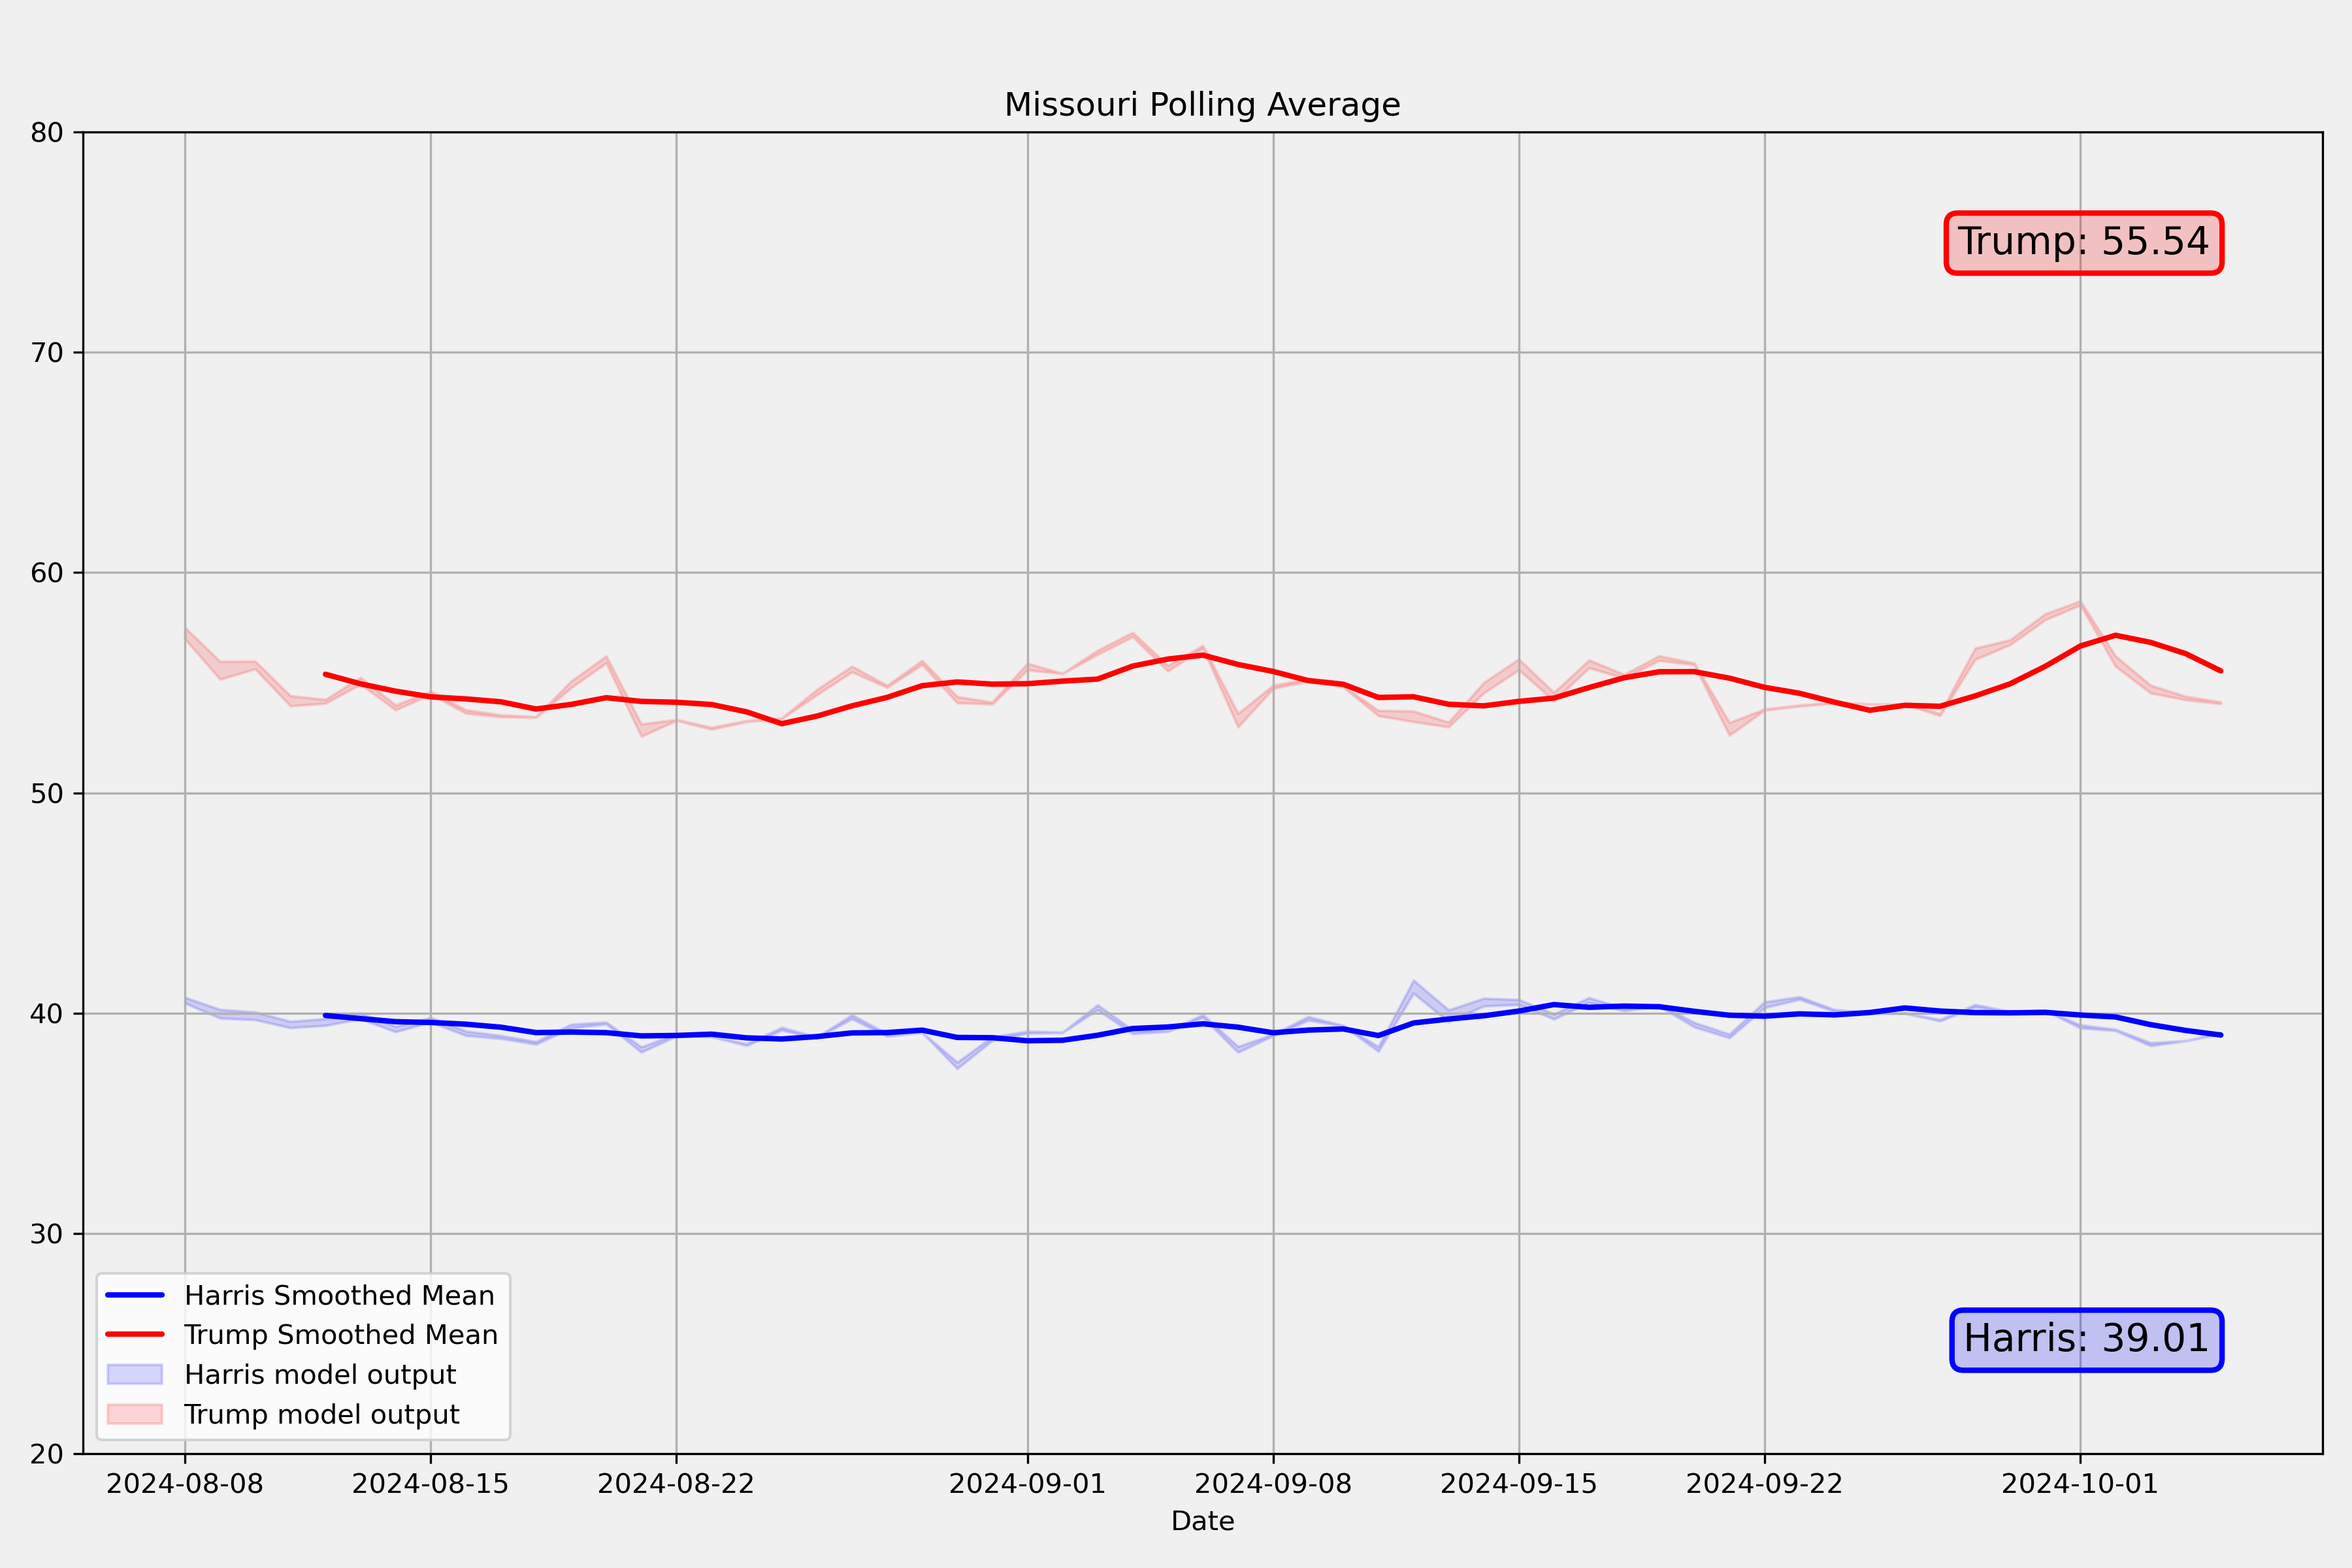 Missouri Polling Average
80
70
60
50
40
30
20
Trump: 55.54
Harris: 39.01
Harris Smoothed Mean
Trump Smoothed Mean
Harris model output
Trump model output
2024-08-08 2024-08-15 2024-08-22 2024-09-01 2024-09-08 2024-09-15 2024-09-22 2024-10-01
Date